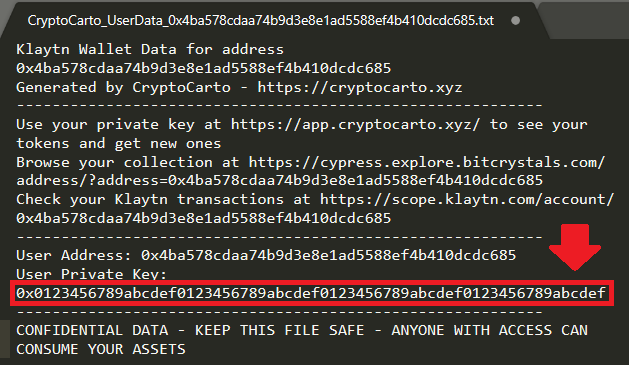 CryptoCarto_UserData_0x4ba578cdaa74b9d3e8e1ad5588ef4b410dcdc685.txt
Klaytn Wallet Data for address
0x4ba578cdaa74b9d3e8e1ad5588ef4b410dcdc685
Generated by CryptoCarto - https://cryptocarto.xyz
------------------------------------------------------
Use your private key at https://app.cryptocarto.xyz/ to see your
tokens and get new ones
Browse your collection at https://cypress.explore.bitcrystals.com/
address/?address=0x4ba578cdaa74b9d3e8e1ad5588ef4b410dcdc685
Check your Klaytn transactions at https://scope.klaytn.com/account/
0x4ba578cdaa74b9d3e8e1ad5588ef4b410dcdc685
------------------------------------------------------
User Address: 0x4ba578cdaa74b9d3e8e1ad5588ef4b410dcdc685
User Private Key:
0x0123456789abcdef0123456789abcdef0123456789abcdef0123456789abcdef
------------------------------------------------------
CONFIDENTIAL DATA - KEEP THIS FILE SAFE - ANYONE WITH ACCESS CAN
CONSUME YOUR ASSETS